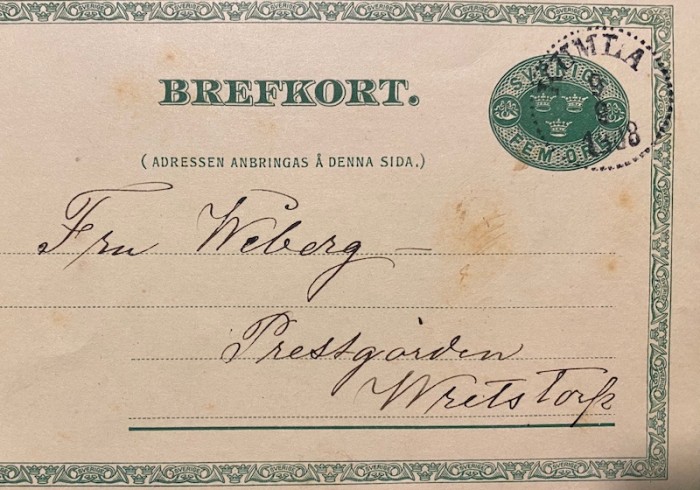 BREFKORT.
SVERIGE
FEM ÖRE
(ADRESSEN ANBRINGAS Å DENNA SIDA.)
Fru Weberg –
Prestgården
Wretstorp